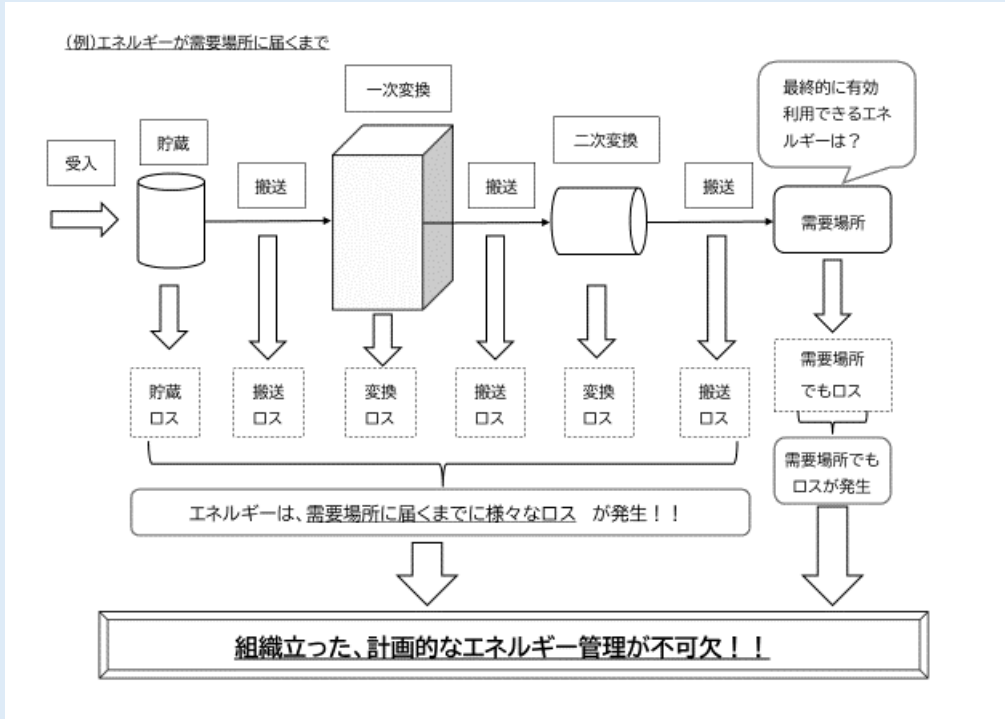 (例)エネルギーが需要場所に届くまで
受入
貯蔵
搬送
一次変換
搬送
二次変換
搬送
最終的に有効
利用できるエネ
ルギーは?
需要場所
貯蔵
ロス
搬送
ロス
変換
ロス
搬送
ロス
変換
ロス
搬送
ロス
需要場所
でもロス
需要場所でも
ロスが発生
エネルギーは、需要場所に届くまでに様々なロス が発生!!
組織立った、計画的なエネルギー管理が不可欠!!